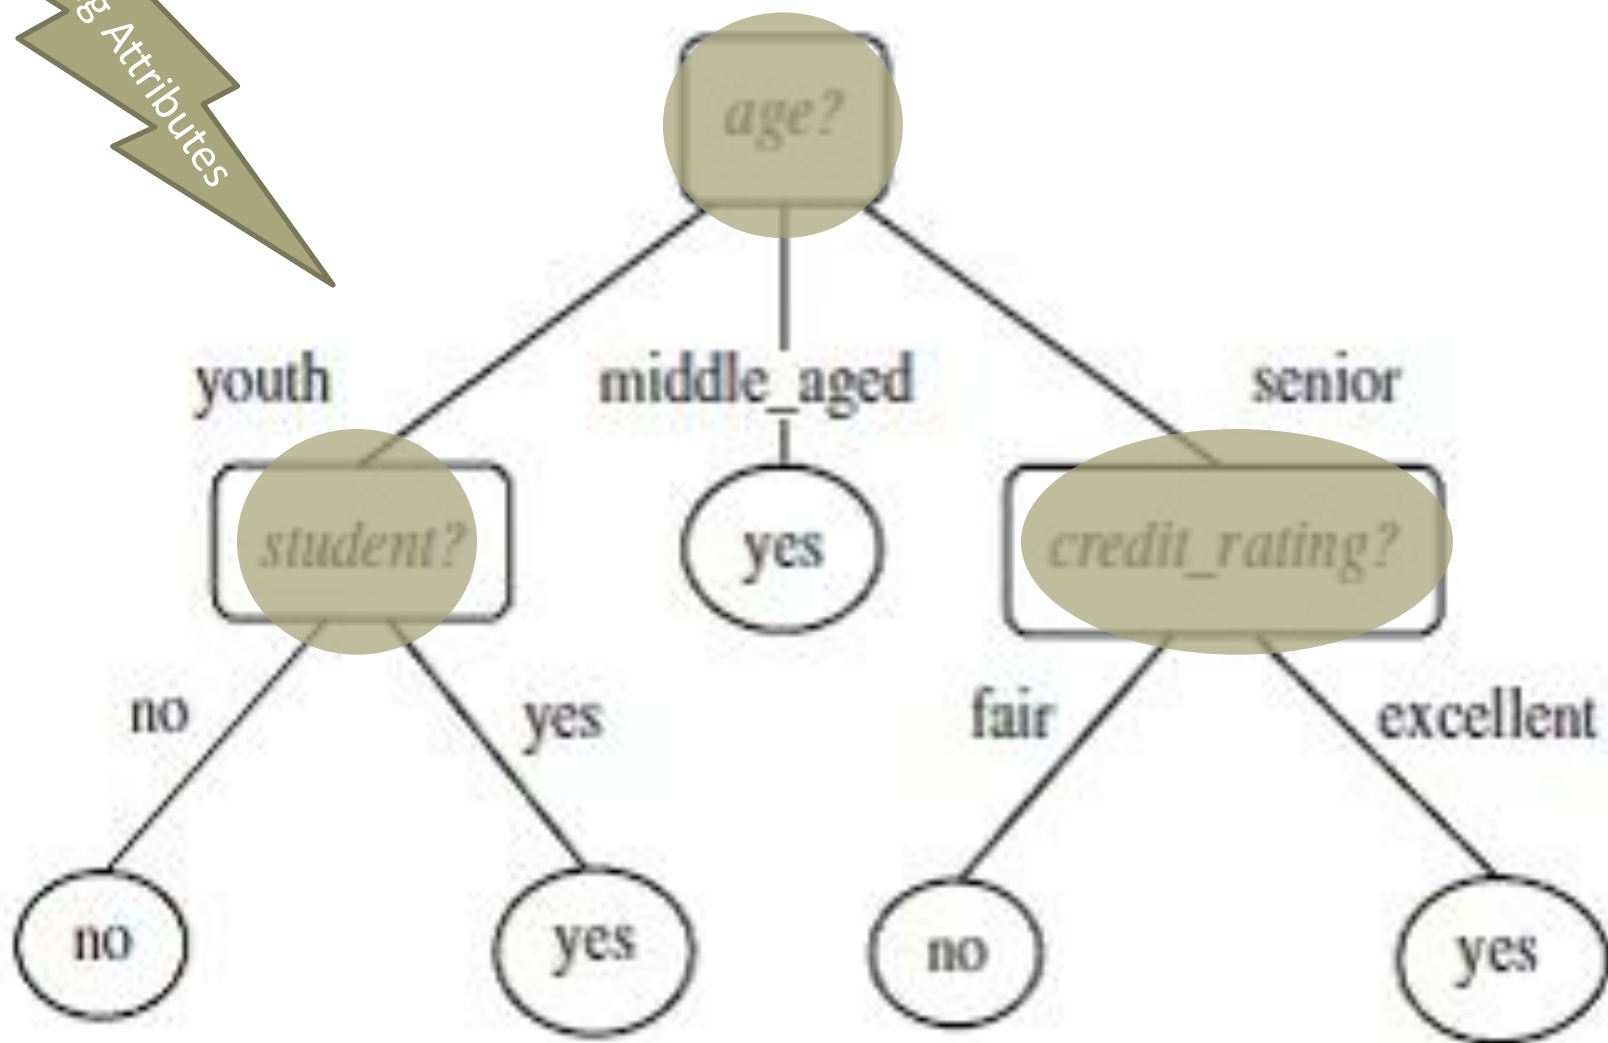 Attributes
age?
youth
middle_aged
senior
student?
yes
credit_rating?
no
yes
fair
excellent
no
yes
no
yes